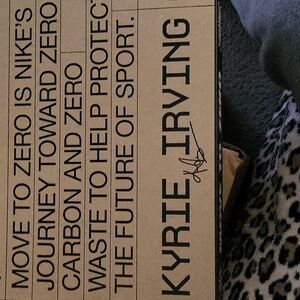 MOVE TO ZERO IS NIKE'S
JOURNEY TOWARD ZERO
CARBON AND ZERO
WASTE TO HELP PROTECT
THE FUTURE OF SPORT.
KYRIE IRVING